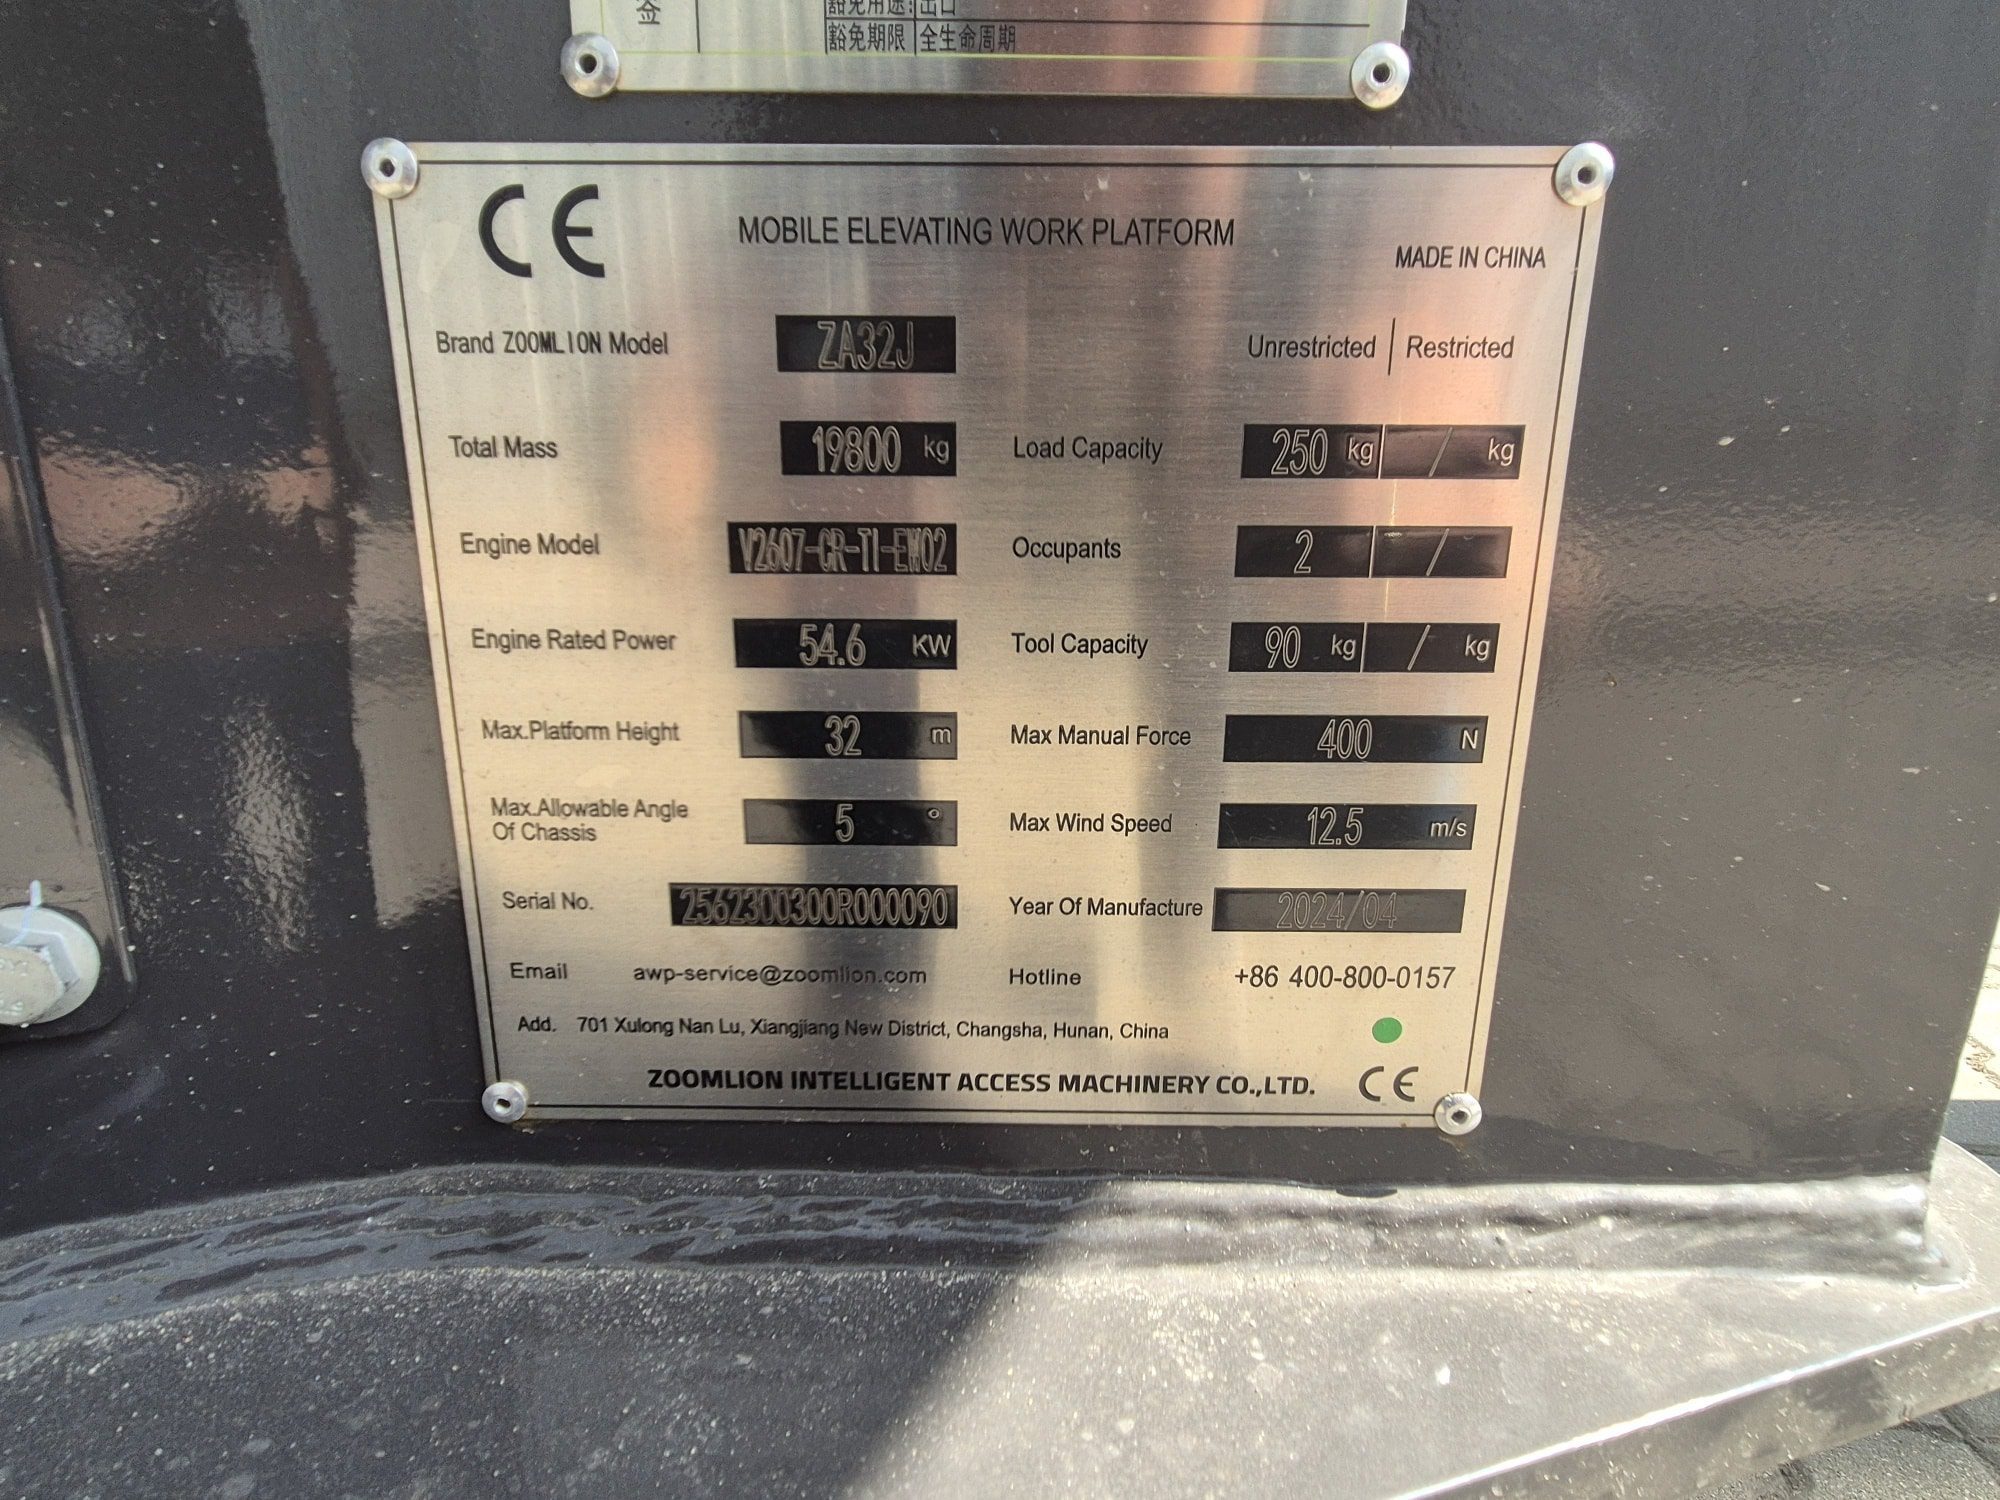 金
豁免用途:出口
豁免期限 全生命周期
CE
MOBILE ELEVATING WORK PLATFORM
MADE IN CHINA
Brand ZOOMLION Model ZA32J
Unrestricted | Restricted
Total Mass 19800 kg
Load Capacity 250 kg / kg
Engine Model V2607-CR-TI-EW02
Occupants 2 /
Engine Rated Power 54.6 KW
Tool Capacity 90 kg / kg
Max.Platform Height 32 m
Max Manual Force 400 N
Max.Allowable Angle
Of Chassis 5 °
Max Wind Speed 12.5 m/s
Serial No. 2562300300R000090
Year Of Manufacture 2024/04
Email awp-service@zoomlion.com
Hotline +86 400-800-0157
Add. 701 Xulong Nan Lu, Xiangjiang New District, Changsha, Hunan, China
ZOOMLION INTELLIGENT ACCESS MACHINERY CO.,LTD. CE